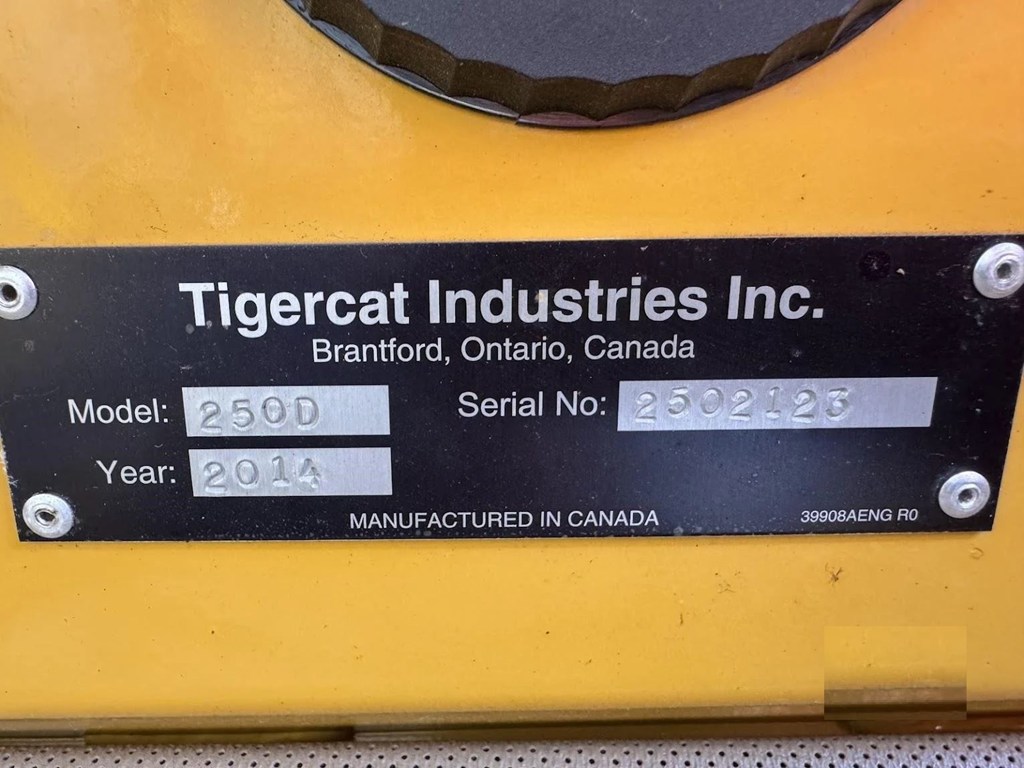 Tigercat Industries Inc.
Brantford, Ontario, Canada
Model: 250D Serial No: 2502123
Year: 2014
MANUFACTURED IN CANADA 39908AENG R0